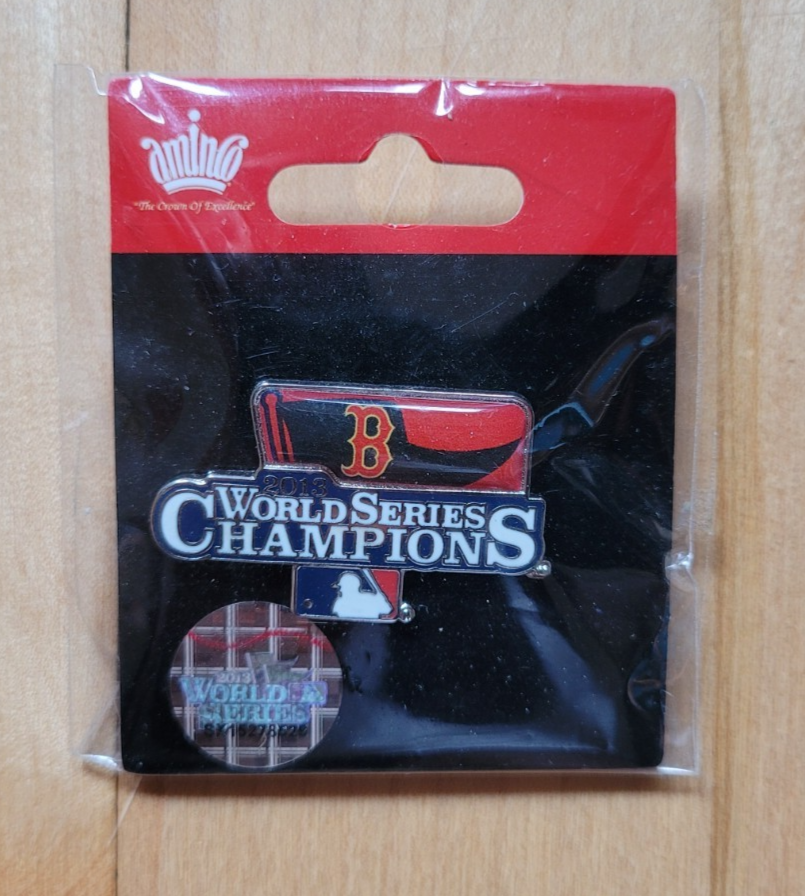 aminco
"The Crown Of Excellence"
B
2013
WORLD SERIES
CHAMPIONS
2013
WORLD
SERIES